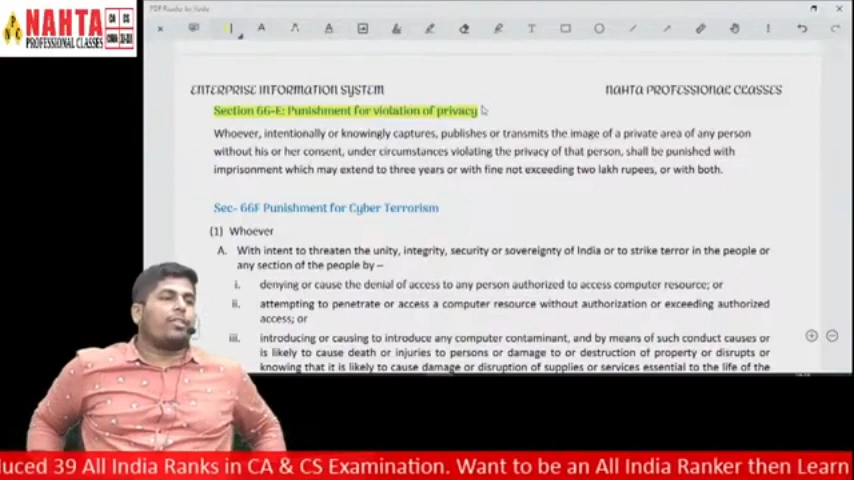 NAHTA
PROFESSIONAL CLASSES
CA CS
CMA XI-XII
PDF Reader by Xodo
ENTERPRISE INFORMATION SYSTEM
NAHTA PROFESSIONAL CLASSES
Section 66-E: Punishment for violation of privacy
Whoever, intentionally or knowingly captures, publishes or transmits the image of a private area of any person
without his or her consent, under circumstances violating the privacy of that person, shall be punished with
imprisonment which may extend to three years or with fine not exceeding two lakh rupees, or with both.
Sec- 66F Punishment for Cyber Terrorism
(1) Whoever
A. With intent to threaten the unity, integrity, security or sovereignty of India or to strike terror in the people or
any section of the people by –
i. denying or cause the denial of access to any person authorized to access computer resource; or
ii. attempting to penetrate or access a computer resource without authorization or exceeding authorized
access; or
iii. introducing or causing to introduce any computer contaminant, and by means of such conduct causes or
is likely to cause death or injuries to persons or damage to or destruction of property or disrupts or
knowing that it is likely to cause damage or disruption of supplies or services essential to the life of the
duced 39 All India Ranks in CA & CS Examination. Want to be an All India Ranker then Learn